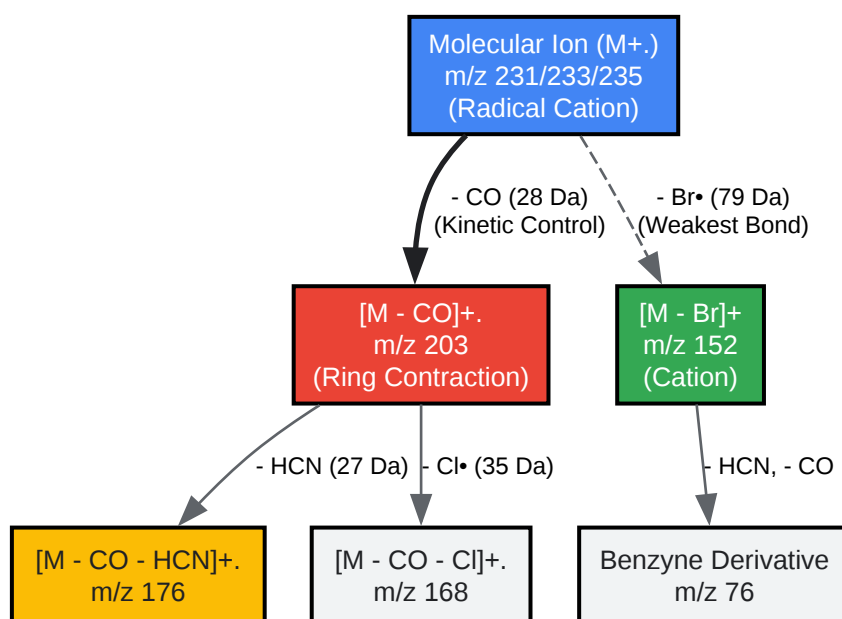 Molecular Ion (M+.)
m/z 231/233/235
(Radical Cation)
- CO (28 Da)
(Kinetic Control)
- Br• (79 Da)
(Weakest Bond)
[M - CO]+.
m/z 203
(Ring Contraction)
[M - Br]+
m/z 152
(Cation)
- HCN (27 Da)
- Cl• (35 Da)
- HCN, - CO
[M - CO - HCN]+.
m/z 176
[M - CO - Cl]+.
m/z 168
Benzyne Derivative
m/z 76